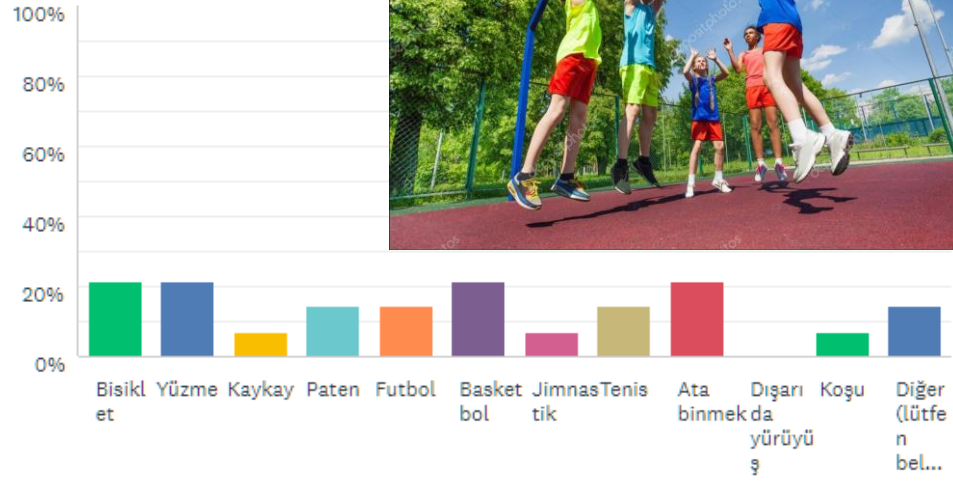 100%
80%
60%
40%
20%
0%
Bisikl
et
Yüzme
Kaykay
Paten
Futbol
Basket
bol
Jimnas
tik
Tenis
Ata
binmek
Dışarı
da
yürüyü
ş
Koşu
Diğer
(lütfe
n
bel...